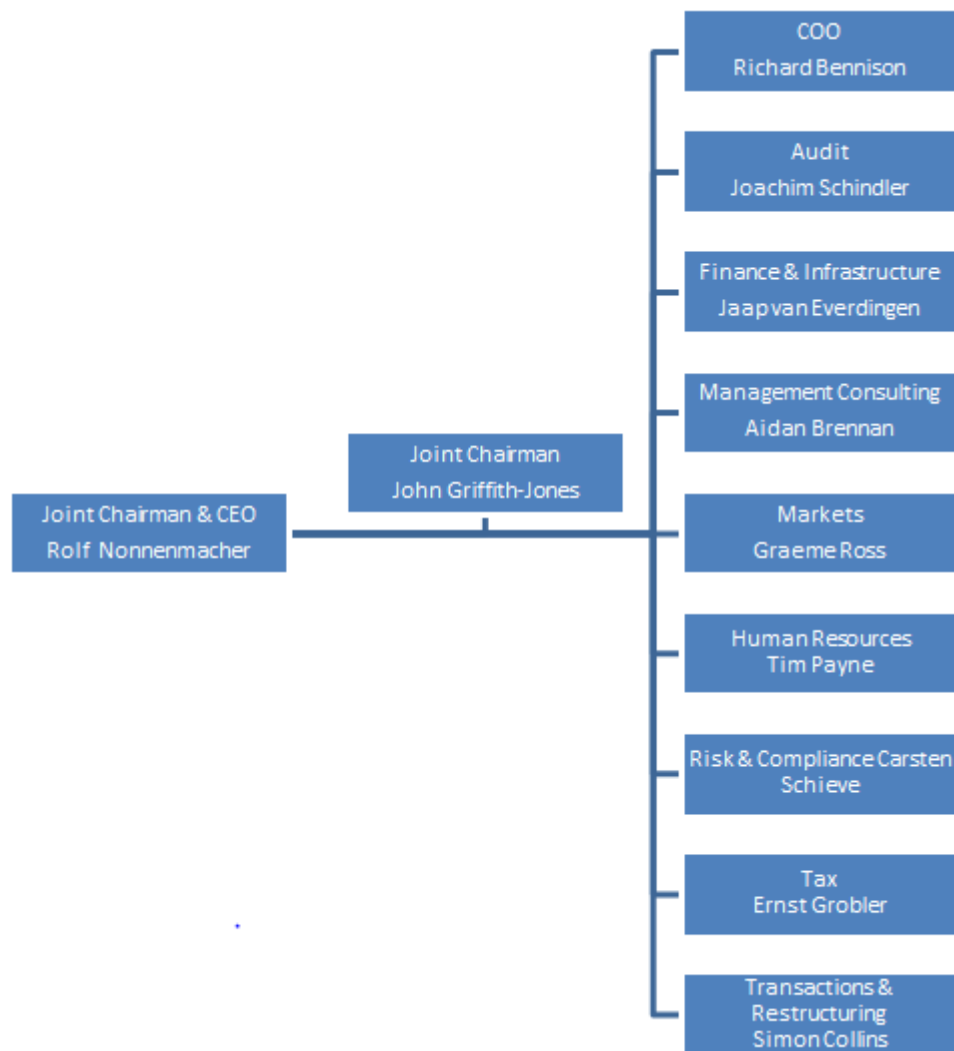 COO
Richard Bennison
Audit
Joachim Schindler
Finance & Infrastructure
Jaap van Everdingen
Management Consulting
Aidan Brennan
Joint Chairman
John Griffith-Jones
Joint Chairman & CEO
Rolf Nonnenmacher
Markets
Graeme Ross
Human Resources
Tim Payne
Risk & Compliance Carsten
Schieve
Tax
Ernst Grobler
Transactions &
Restructuring
Simon Collins